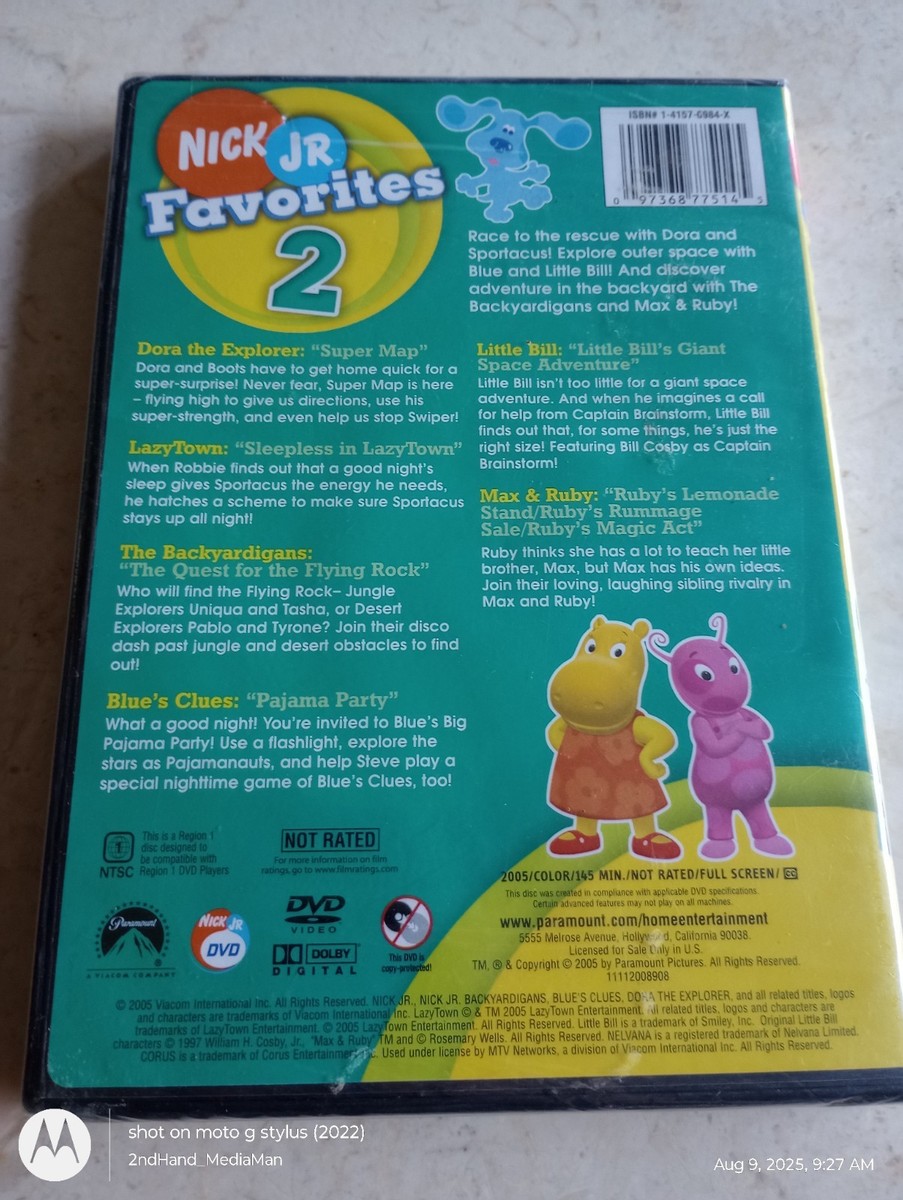 NICK JR
Favorites
2
ISBN# 1-4157-6984-X
0 97368 77514 5
Race to the rescue with Dora and
Sportacus! Explore outer space with
Blue and Little Bill! And discover
adventure in the backyard with The
Backyardigans and Max & Ruby!
Dora the Explorer: “Super Map”
Dora and Boots have to get home quick for a
super-surprise! Never fear, Super Map is here
– flying high to give us directions, use his
super-strength, and even help us stop Swiper!
LazyTown: “Sleepless in LazyTown”
When Robbie finds out that a good night's
sleep gives Sportacus the energy he needs,
he hatches a scheme to make sure Sportacus
stays up all night!
The Backyardigans:
“The Quest for the Flying Rock”
Who will find the Flying Rock– Jungle
Explorers Uniqua and Tasha, or Desert
Explorers Pablo and Tyrone? Join their disco
dash past jungle and desert obstacles to find
out!
Blue's Clues: “Pajama Party”
What a good night! You're invited to Blue's Big
Pajama Party! Use a flashlight, explore the
stars as Pajamanauts, and help Steve play a
special nighttime game of Blue's Clues, too!
Little Bill: “Little Bill's Giant
Space Adventure”
Little Bill isn't too little for a giant space
adventure. And when he imagines a call
for help from Captain Brainstorm, Little Bill
finds out that, for some things, he's just the
right size! Featuring Bill Cosby as Captain
Brainstorm!
Max & Ruby: “Ruby's Lemonade
Stand/Ruby's Rummage
Sale/Ruby's Magic Act”
Ruby thinks she has a lot to teach her little
brother, Max, but Max has his own ideas.
Join their loving, laughing sibling rivalry in
Max and Ruby!
1
NTSC
This is a Region 1
disc designed to
be compatible with
Region 1 DVD Players
NOT RATED
For more information on film
ratings, go to www.filmratings.com
Paramount
A VIACOM COMPANY
NICK JR
DVD
DVD
VIDEO
DOLBY
DIGITAL
This DVD is
copy-protected!
2005/COLOR/145 MIN./NOT RATED/FULL SCREEN/ CC
This disc was created in compliance with applicable DVD specifications.
Certain advanced features may not play on all machines.
www.paramount.com/homeentertainment
5555 Melrose Avenue, Hollywood, California 90038.
Licensed for Sale Only in U.S.
TM, ® & Copyright © 2005 by Paramount Pictures. All Rights Reserved.
11112008908
© 2005 Viacom International Inc. All Rights Reserved. NICK JR., NICK JR. BACKYARDIGANS, BLUE'S CLUES, DORA THE EXPLORER, and all related titles, logos
and characters are trademarks of Viacom International Inc. LazyTown © & TM 2005 LazyTown Entertainment. All related titles, logos and characters are
trademarks of LazyTown Entertainment. © 2005 LazyTown Entertainment. All Rights Reserved. Little Bill is a trademark of Smiley, Inc. Original Little Bill
characters © 1997 William H. Cosby, Jr., "Max & Ruby" TM and © Rosemary Wells. All Rights Reserved. NELVANA is a registered trademark of Nelvana Limited.
CORUS is a trademark of Corus Entertainment Inc. Used under license by MTV Networks, a division of Viacom International Inc. All Rights Reserved.
shot on moto g stylus (2022)
2ndHand_MediaMan
Aug 9, 2025, 9:27 AM